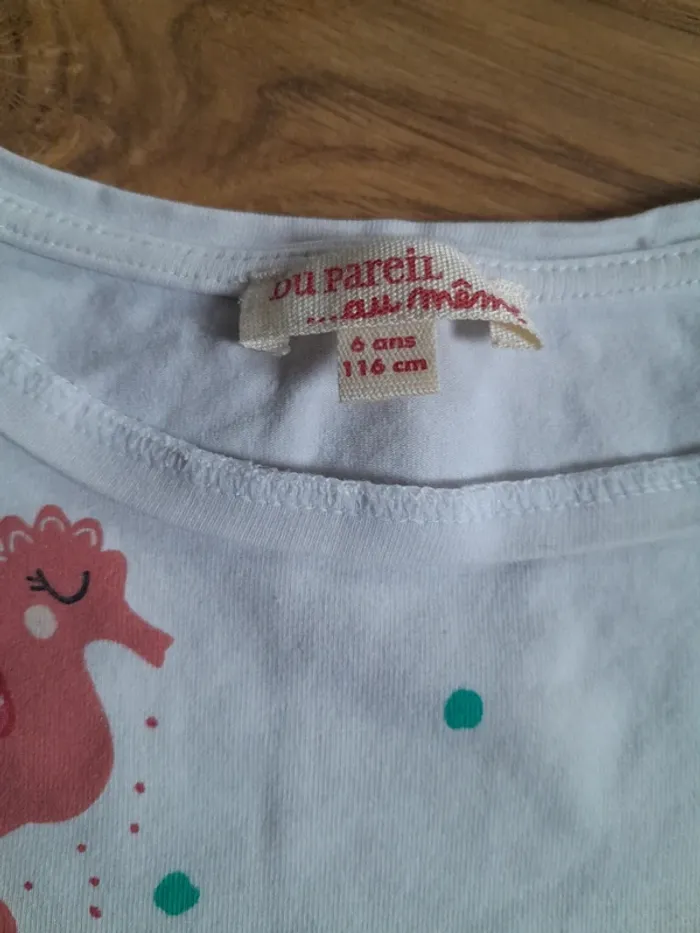 DU PAREIL
...au même
6 ans
116 cm